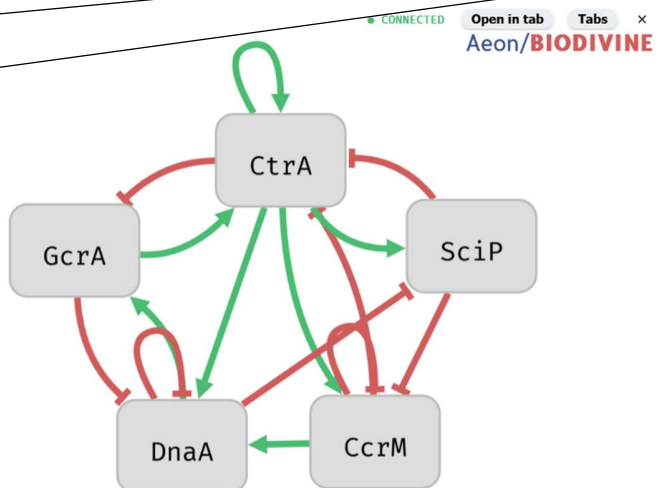 CONNECTED Open in tab Tabs ×
Aeon/BIODIVINE
CtrA
GcrA
SciP
DnaA
CcrM